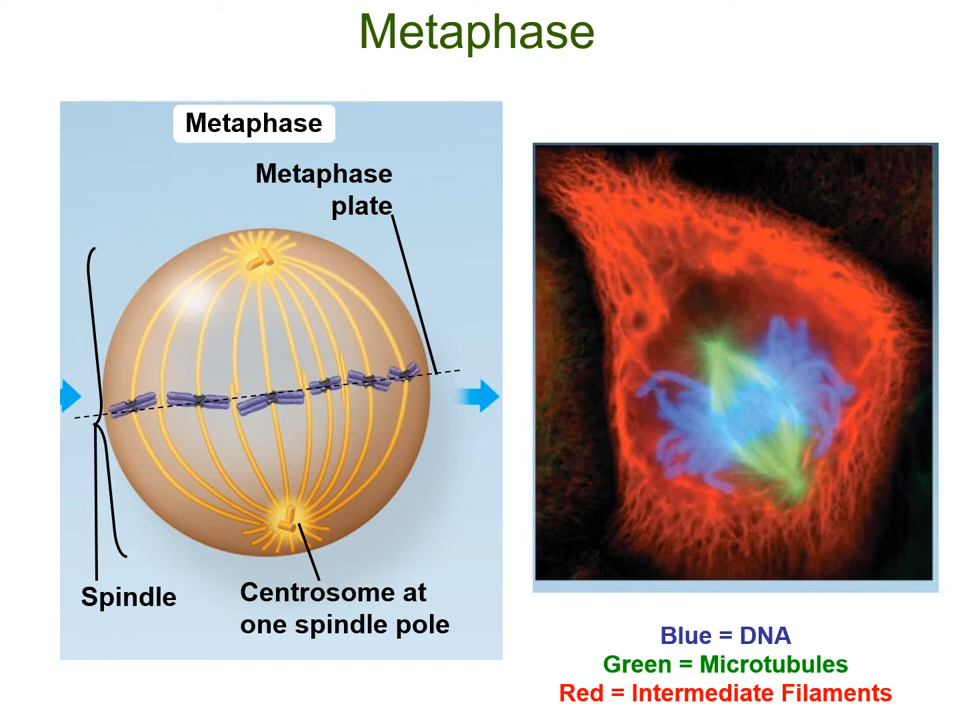 Metaphase
Metaphase
Metaphase
plate
Spindle
Centrosome at
one spindle pole
Blue = DNA
Green = Microtubules
Red = Intermediate Filaments